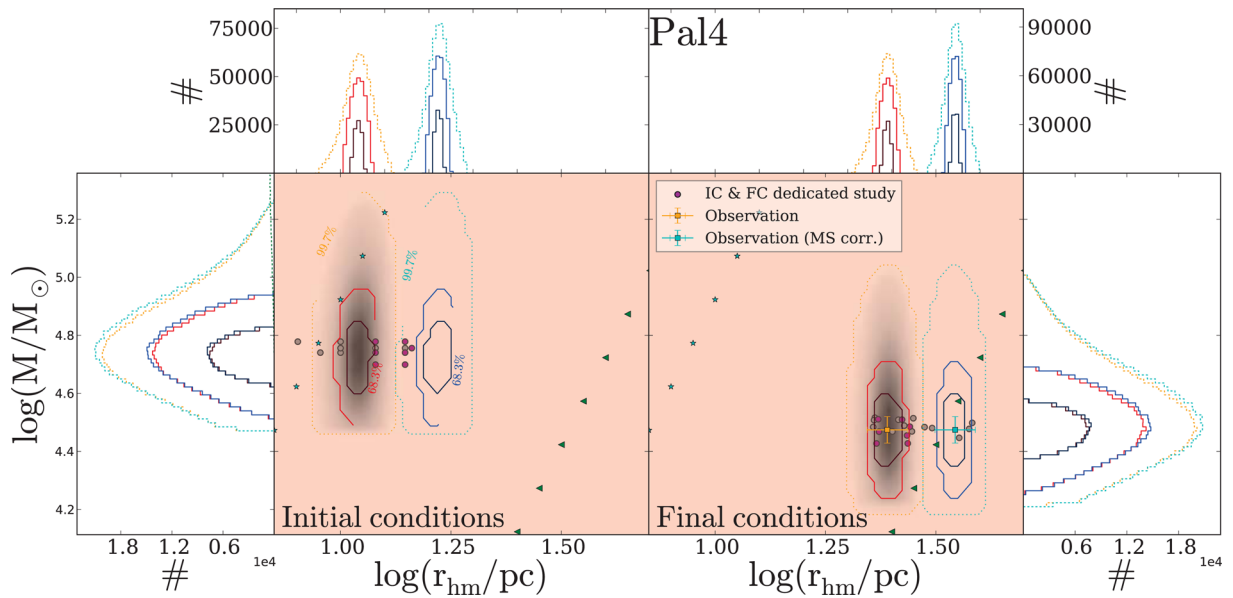 Pal4
75000
50000
25000
#
90000
60000
30000
#
5.2
5.0
4.8
4.6
4.4
4.2
log(M/M☉)
99.7%
99.7%
68.3%
68.3%
IC & FC dedicated study
Observation
Observation (MS corr.)
Initial conditions
Final conditions
1.8 1.2 0.6
1e4
#
1.00 1.25 1.50
log(r_hm/pc)
1.00 1.25 1.50
log(r_hm/pc)
0.6 1.2 1.8
1e4
#